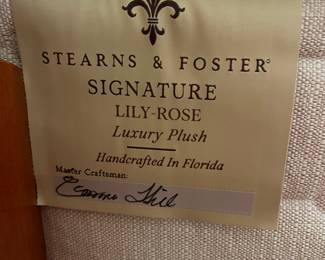 STEARNS & FOSTER®
SIGNATURE
LILY-ROSE
Luxury Plush
Handcrafted In Florida
Master Craftsman: